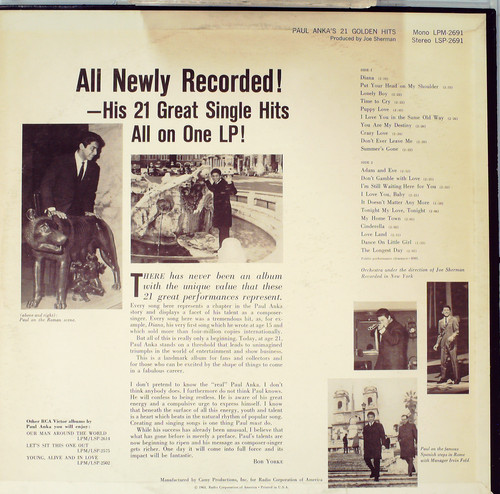 PAUL ANKA'S 21 GOLDEN HITS
Produced by Joe Sherman
Mono LPM-2691
Stereo LSP-2691
All Newly Recorded!
—His 21 Great Single Hits
All on One LP!
SIDE 1
Diana
Put Your Head on My Shoulder
Lonely Boy
Time to Cry
Puppy Love
I Love You in the Same Old Way
You Are My Destiny
Crazy Love
Don't Ever Leave Me
Summer's Gone
SIDE 2
Adam and Eve
Don't Gamble with Love
I'm Still Waiting Here for You
I Love You, Baby
It Doesn't Matter Any More
Tonight My Love, Tonight
My Home Town
Cinderella
Love Land
Dance On Little Girl
The Longest Day
Orchestra under the direction of Joe Sherman
Recorded in New York
(above and right):
Paul on the Roman scene
THERE has never been an album
with the unique value that these
21 great performances represent.
Every song here represents a chapter in the Paul Anka
story and displays a facet of his talent as a composer-
singer. Every song here was a tremendous hit, as, for ex-
ample, Diana, his very first song which he wrote at age 15 and
which sold more than four-million copies internationally.
But all of this is really only a beginning. Today, at age 21,
Paul Anka stands on a threshold that leads to unimagined
triumphs in the world of entertainment and show business.
This is a landmark album for fans and collectors and
for those who can be excited by the shape of things to come
in a fabulous career.
I don't pretend to know the "real" Paul Anka. I don't
think anybody does. I furthermore do not think Paul knows.
He will confess to being restless. He is aware of his great
energy and a compulsive urge to express himself. I know
that beneath the surface of all this energy, youth and talent
is a heart which beats in the natural rhythm of popular song.
Creating and singing songs is one thing Paul must do.
While his success has already been unusual, I believe that
what has gone before is merely a preface. Paul's talents are
now beginning to ripen and his message as composer-singer
gets richer. One day it will come into full force and its
impact will be fantastic.
BOB YORKE
Other RCA Victor albums by
Paul Anka you will enjoy:
OUR MAN AROUND THE WORLD
LPM/LSP-2614
LET'S SIT THIS ONE OUT
LPM/LSP-2575
YOUNG, ALIVE AND IN LOVE
LPM/LSP-2502
Paul on the famous
Spanish steps in Rome
with Manager Irvin Feld
Manufactured by Camy Productions, Inc. for Radio Corporation of America